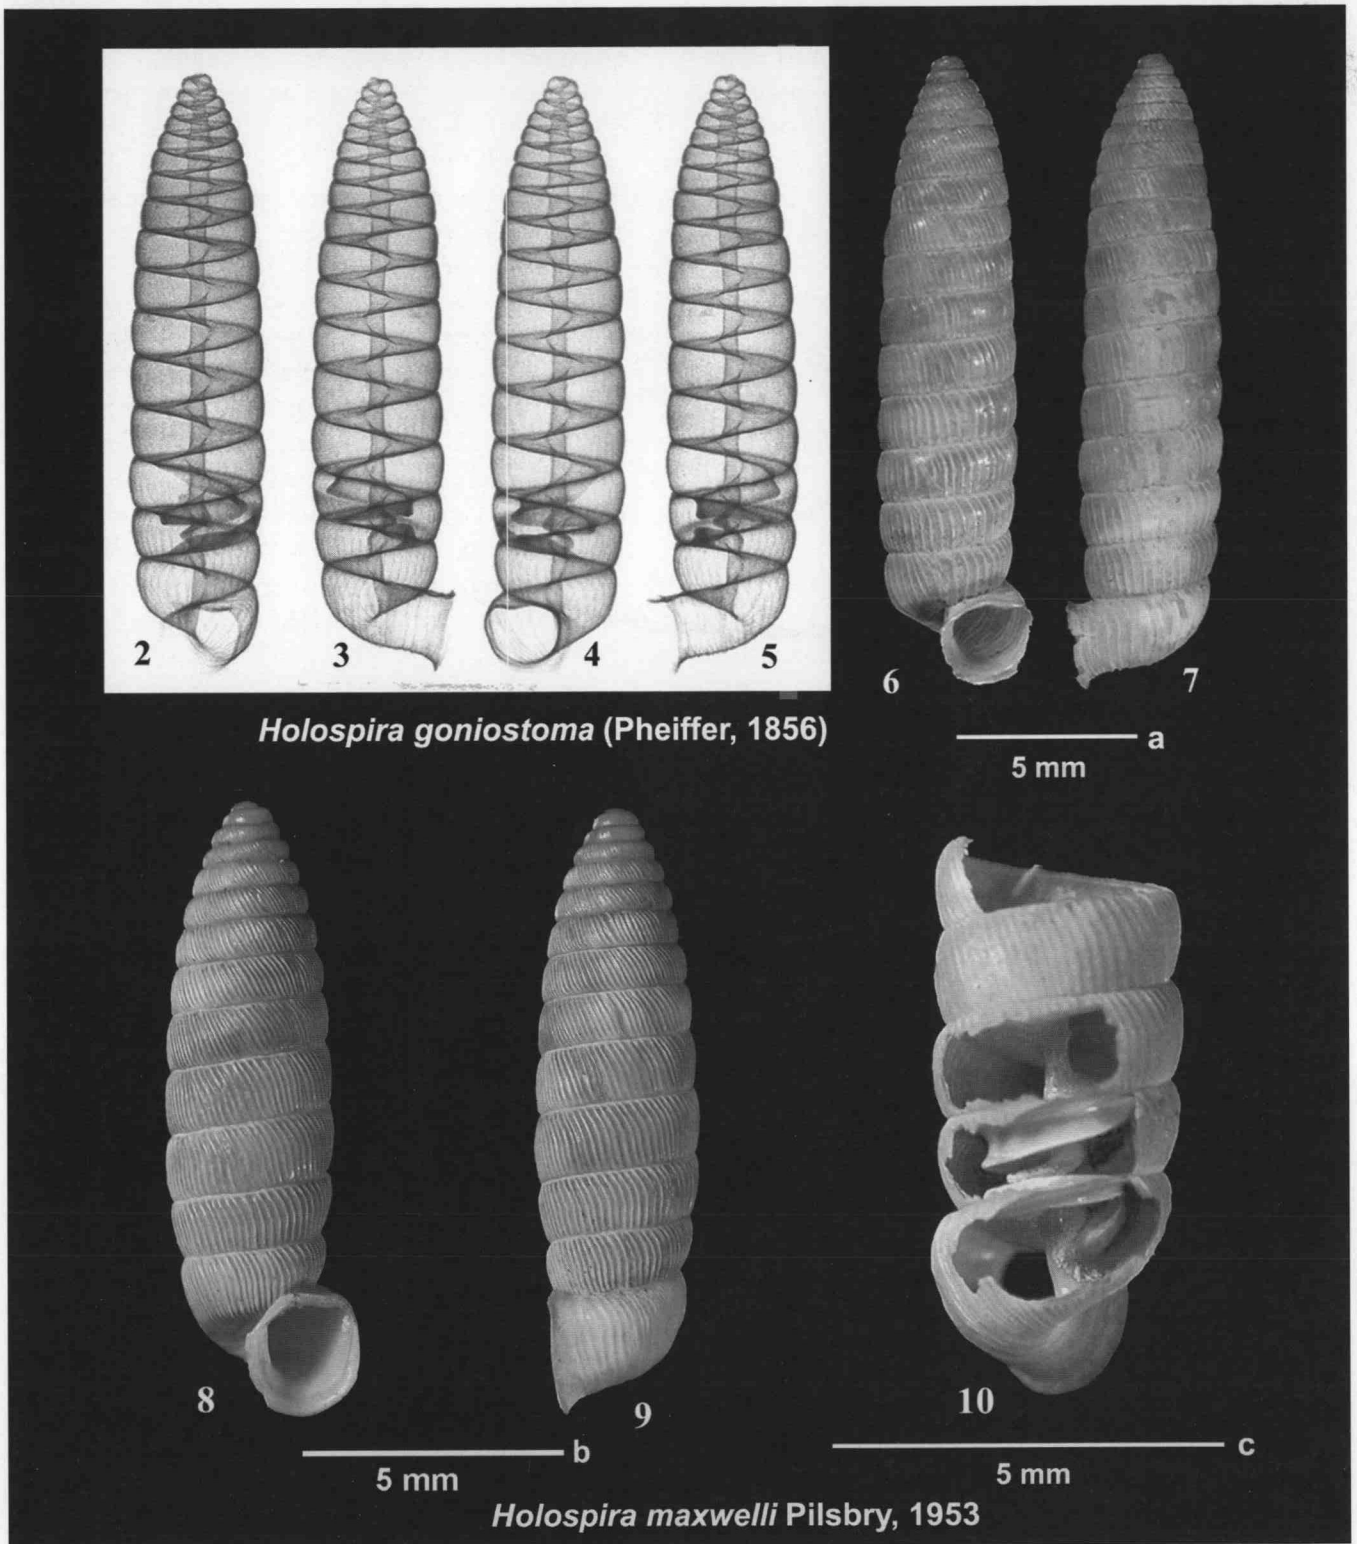 2 3 4 5
6 7
Holospira goniostoma (Pheiffer, 1856)
a
5 mm
8 9 10
b
5 mm
c
5 mm
Holospira maxwelli Pilsbry, 1953